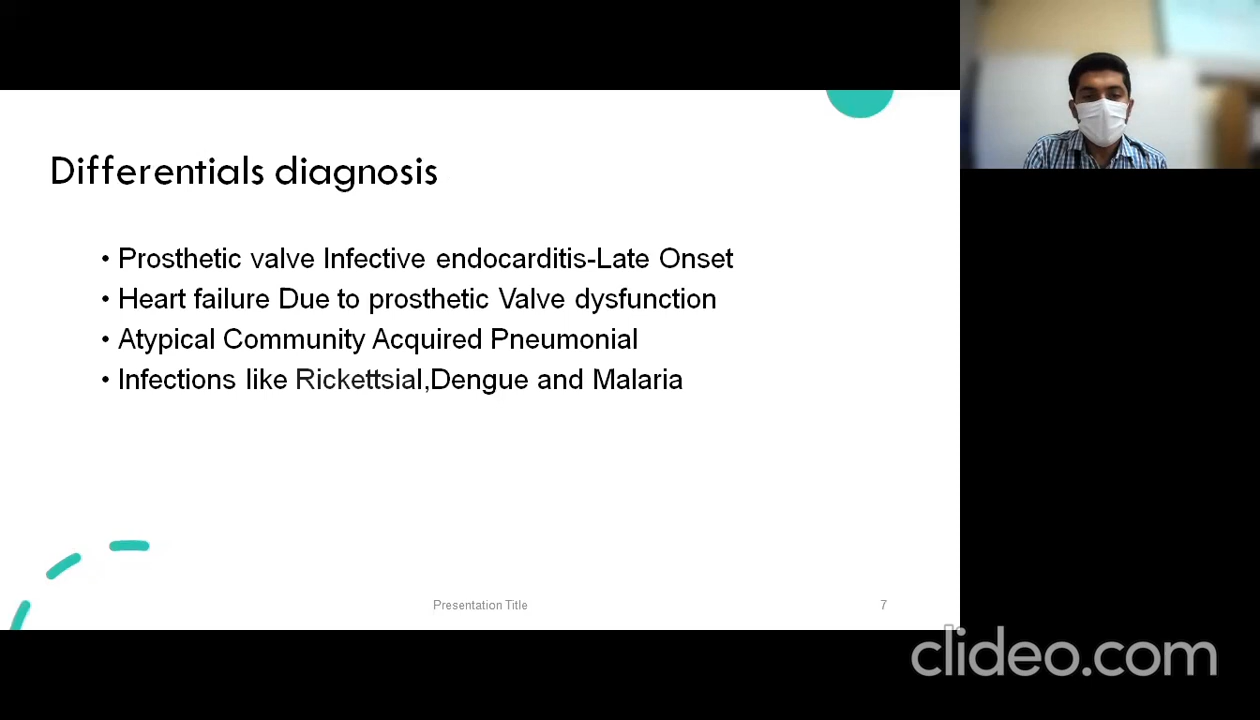 Differentials diagnosis
• Prosthetic valve Infective endocarditis-Late Onset
• Heart failure Due to prosthetic Valve dysfunction
• Atypical Community Acquired Pneumonial
• Infections like Rickettsial,Dengue and Malaria
Presentation Title
7
clideo.com